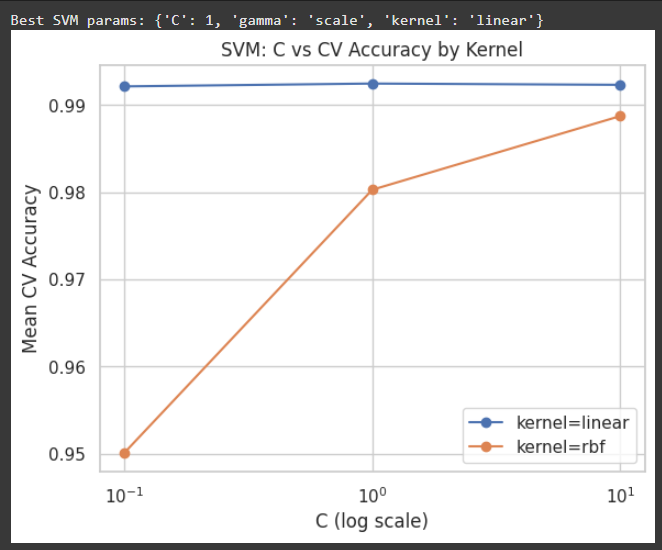 Best SVM params: {'C': 1, 'gamma': 'scale', 'kernel': 'linear'}
SVM: C vs CV Accuracy by Kernel
Mean CV Accuracy
0.99
0.98
0.97
0.96
0.95
kernel=linear
kernel=rbf
10⁻¹
10⁰
10¹
C (log scale)